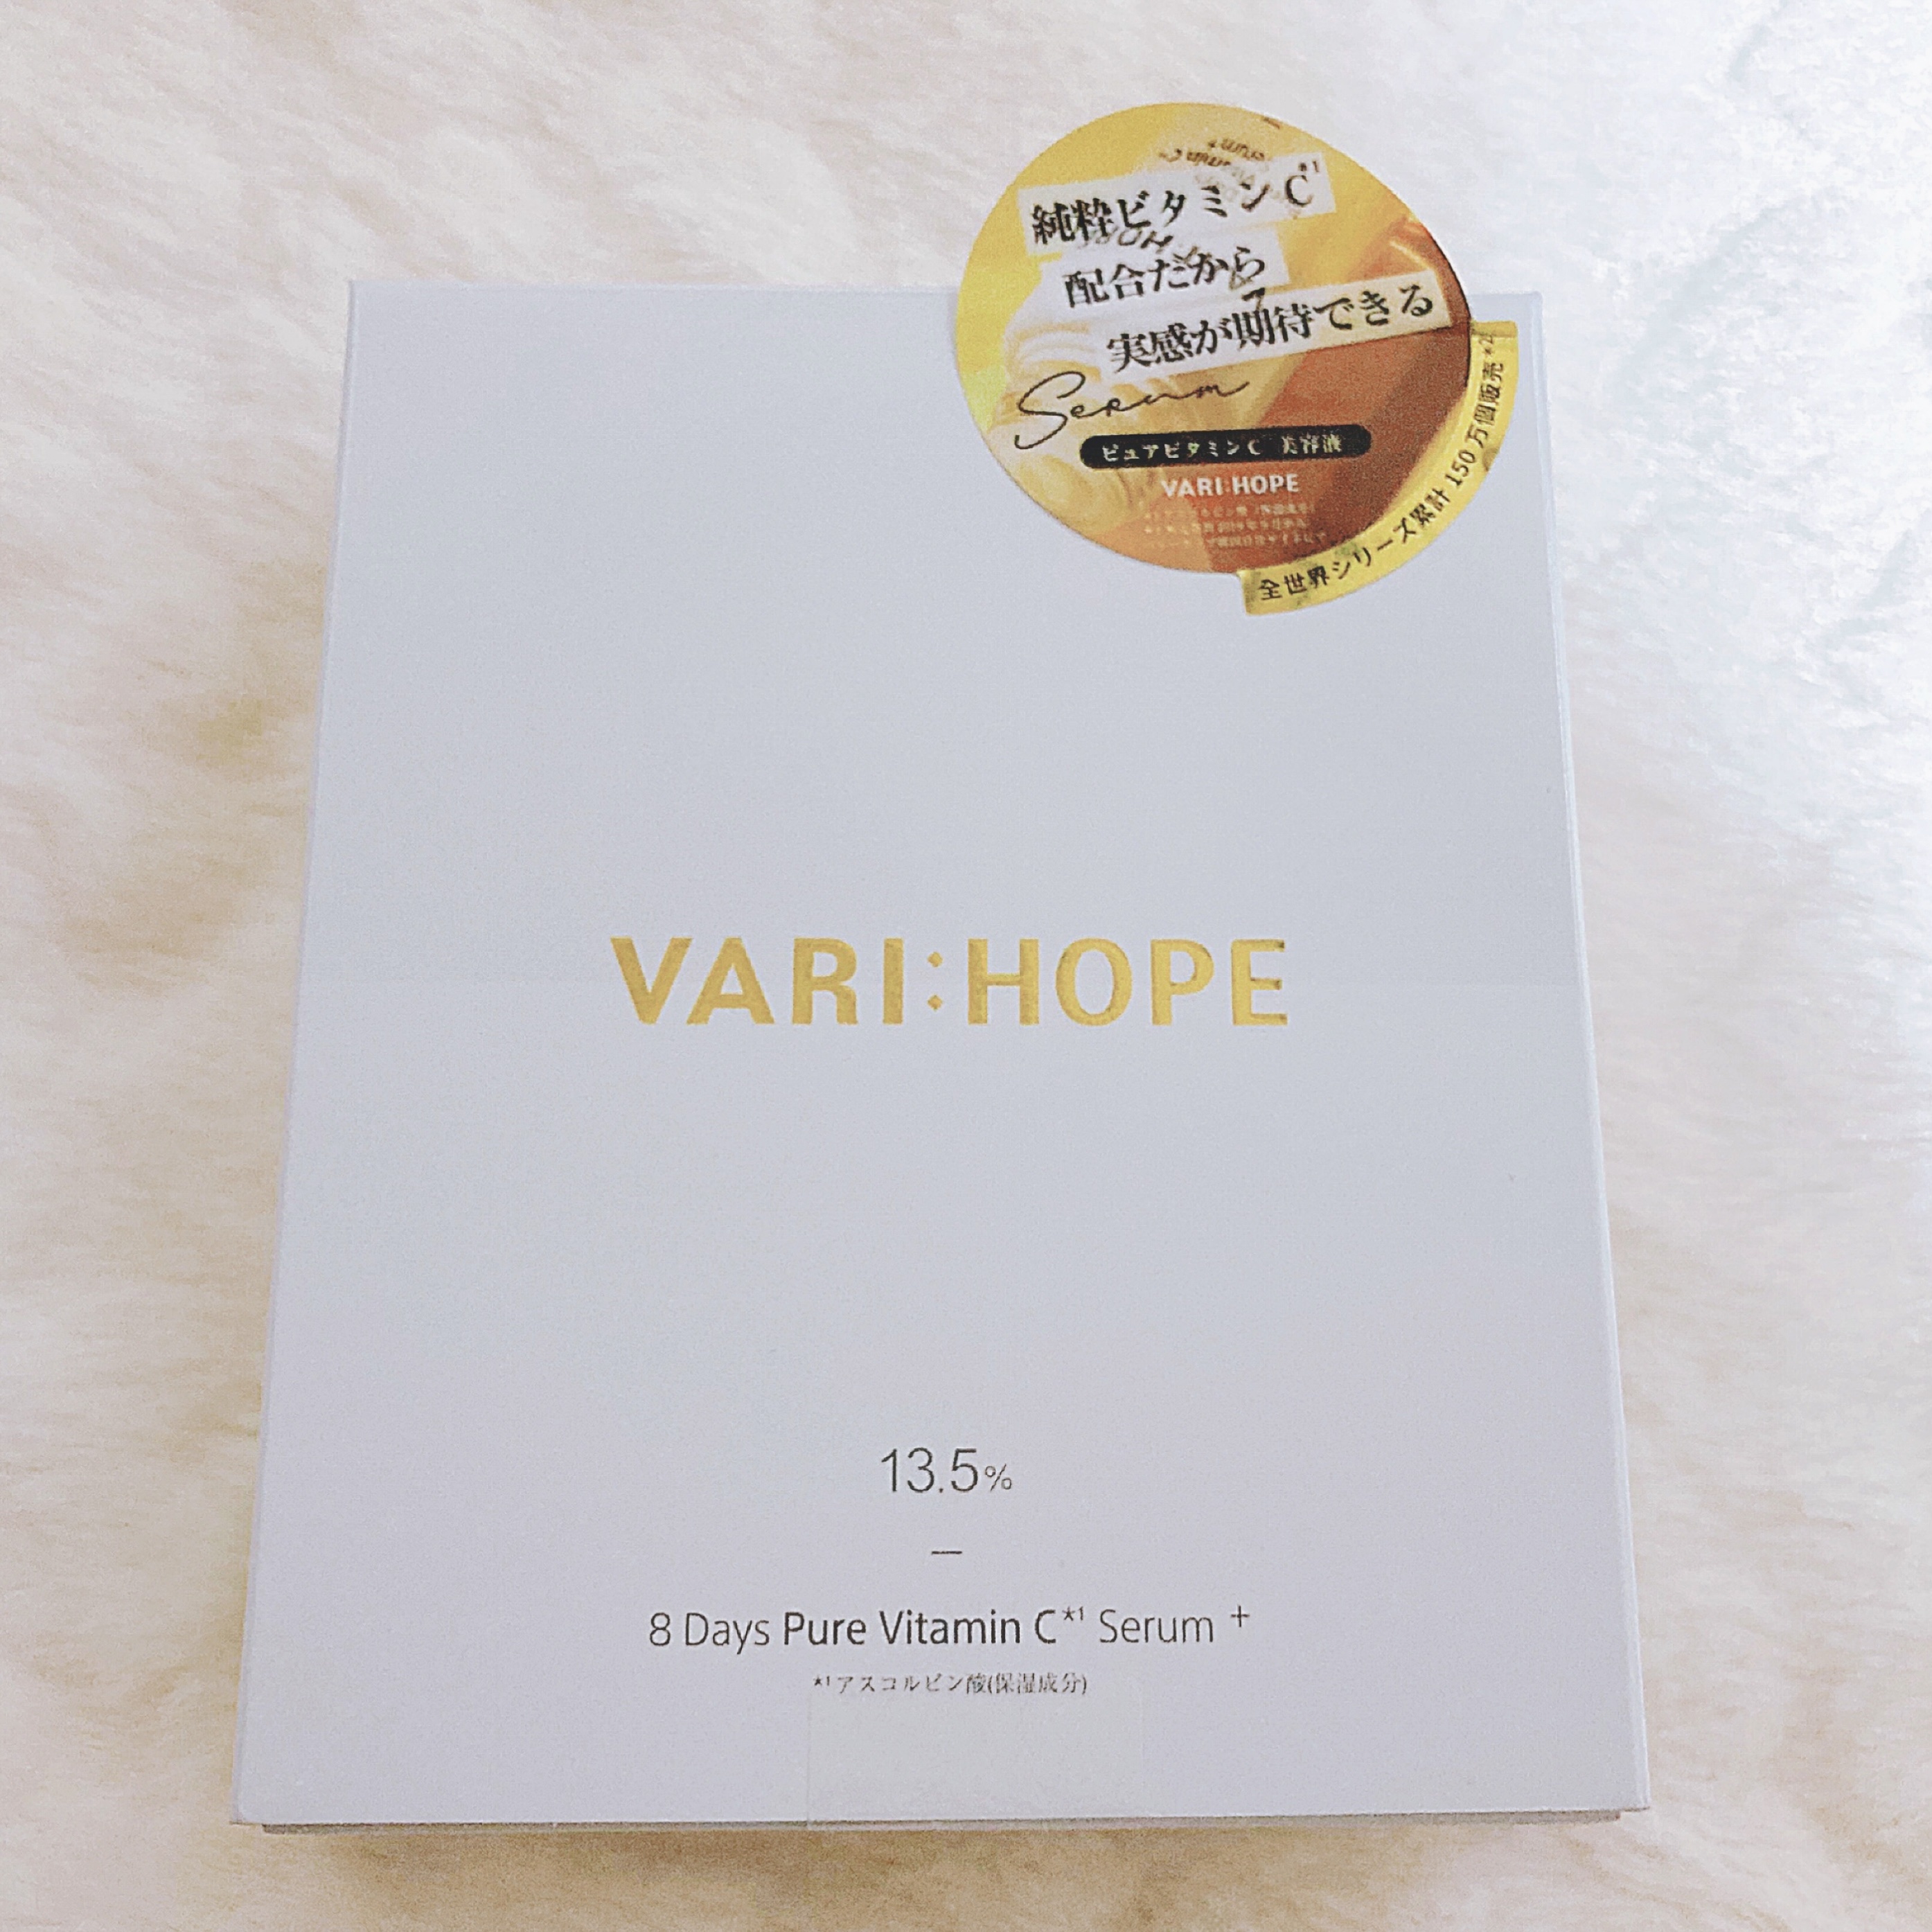 純粋ビタミンC*1
配合だから
実感が期待できる
Serum
ピュアビタミンC 美容液
VARI:HOPE
全世界シリーズ累計150万個販売*2
VARI:HOPE
13.5%
8 Days Pure Vitamin C*1 Serum +
*1アスコルビン酸(保湿成分)